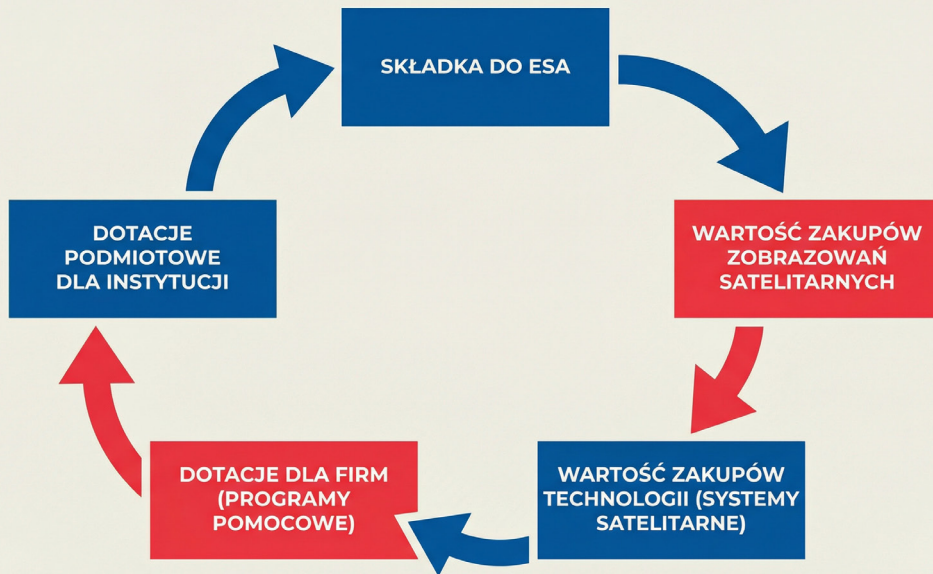 SKŁADKA DO ESA
WARTOŚĆ ZAKUPÓW
ZOBRAZOWAŃ
SATELITARNYCH
WARTOŚĆ ZAKUPÓW
TECHNOLOGII (SYSTEMY
SATELITARNE)
DOTACJE DLA FIRM
(PROGRAMY
POMOCOWE)
DOTACJE
PODMIOTOWE
DLA INSTYTUCJI